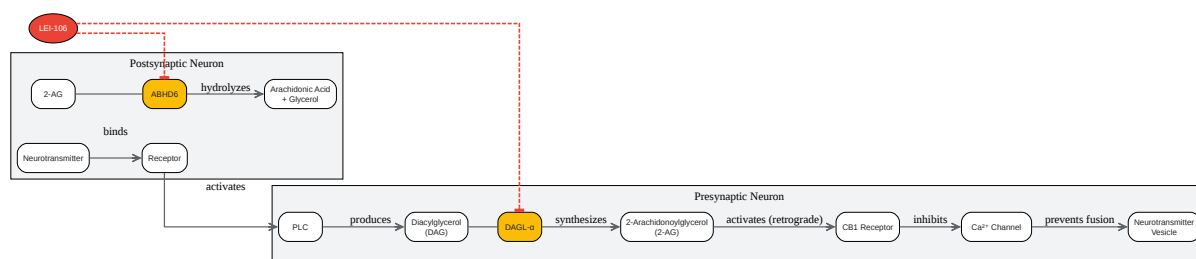 LEI-106
Postsynaptic Neuron
2-AG
ABHD6
hydrolyzes
Arachidonic Acid
+ Glycerol
binds
Neurotransmitter
Receptor
activates
Presynaptic Neuron
PLC
produces
Diacylglycerol
(DAG)
DAGL-α
synthesizes
2-Arachidonoylglycerol
(2-AG)
activates (retrograde)
CB1 Receptor
inhibits
Ca²⁺ Channel
prevents fusion
Neurotransmitter
Vesicle